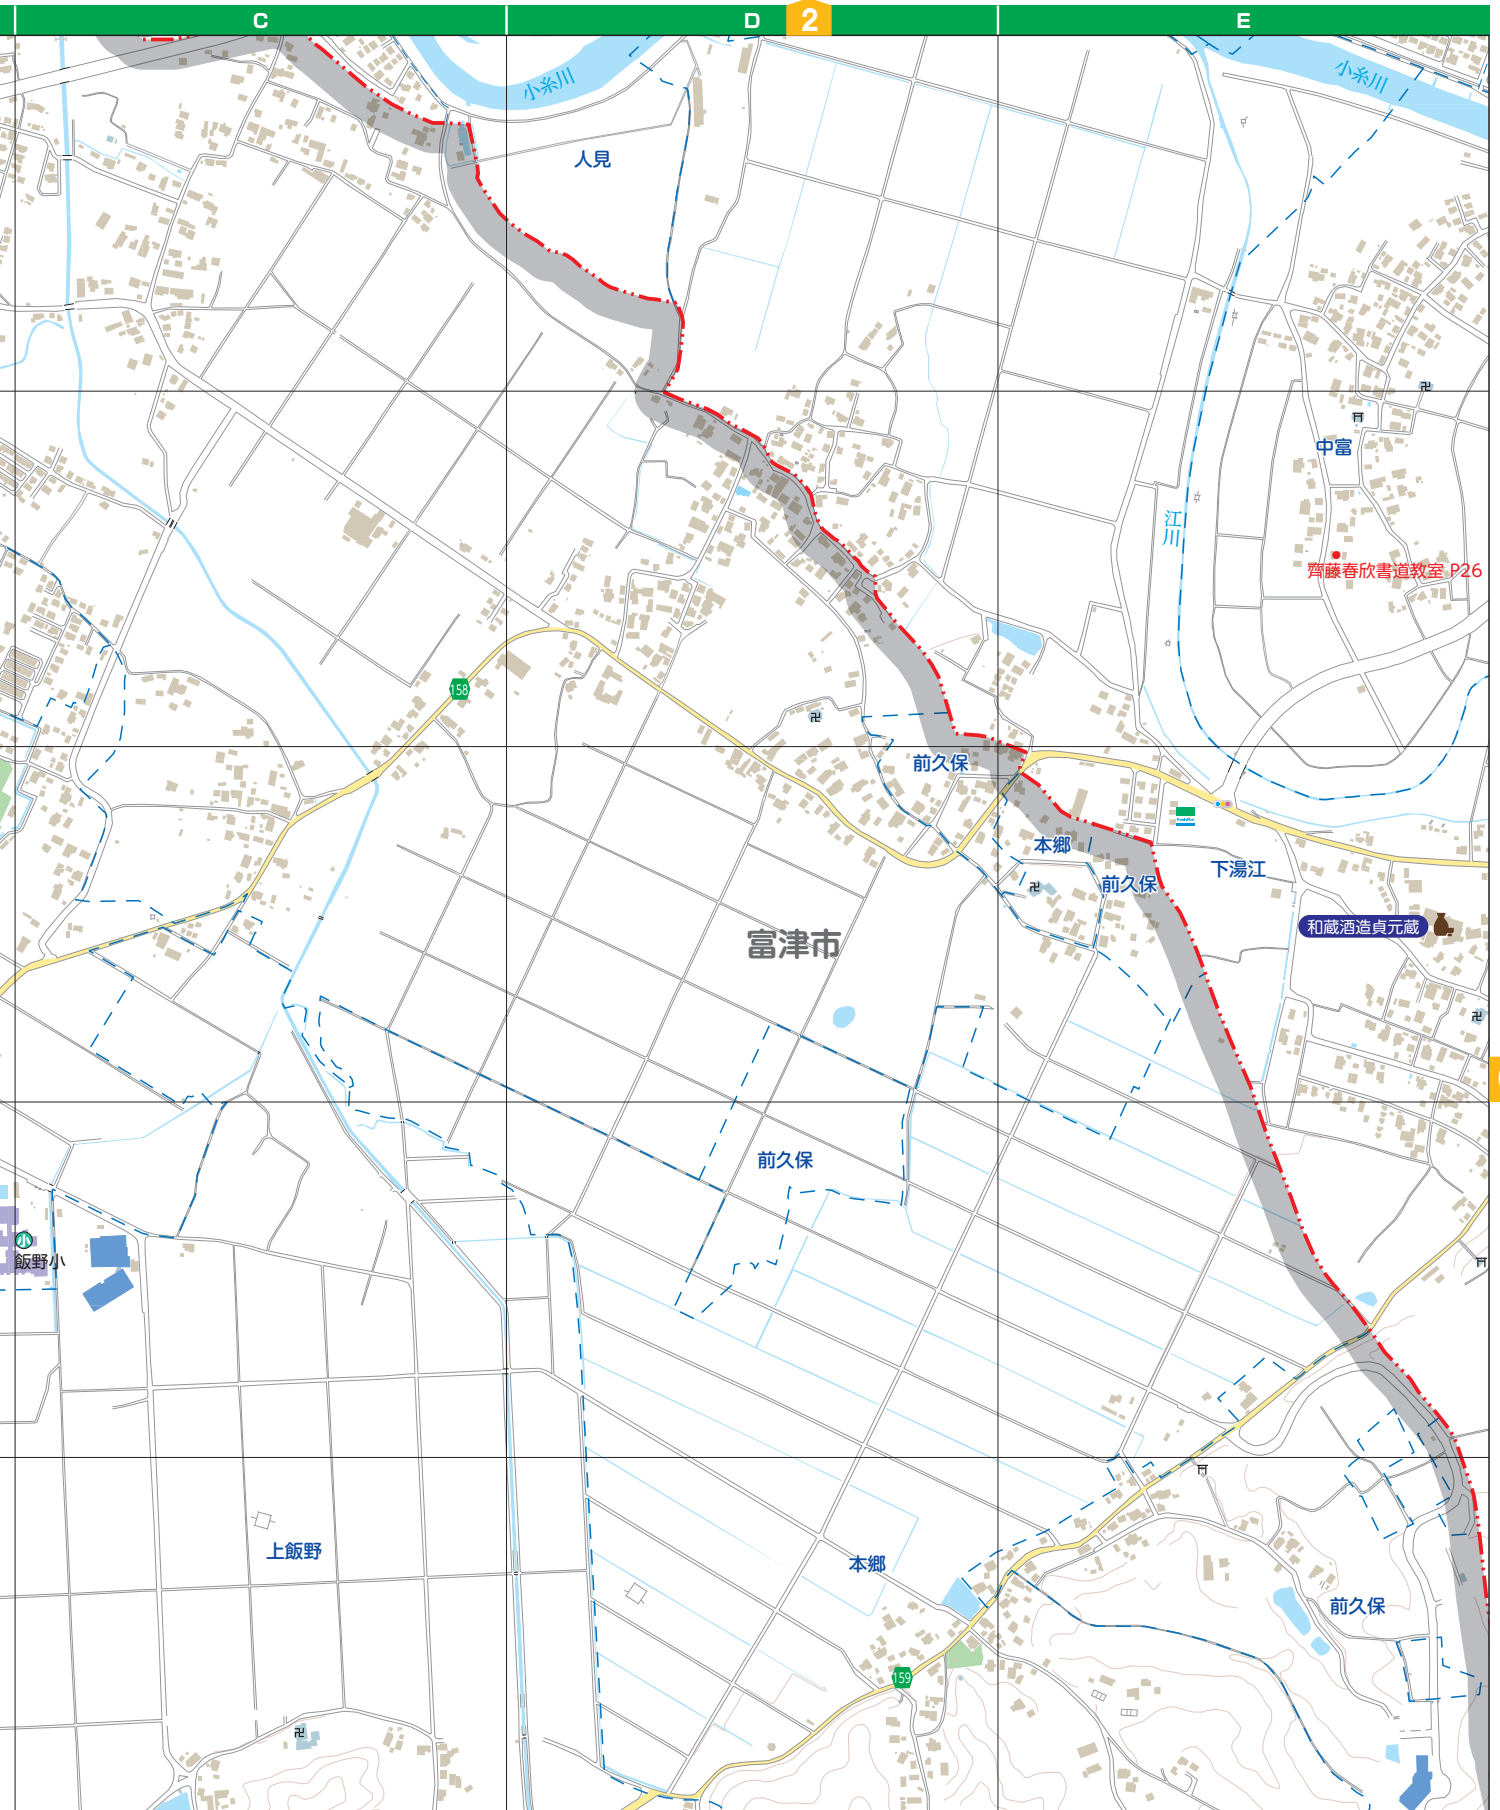 C
D
2
E
小糸川
小糸川
人見
中富
江川
齊藤春欣書道教室 P26
158
前久保
本郷
前久保
下湯江
FamilyMart
和蔵酒造貞元蔵
富津市
前久保
小
飯野小
上飯野
本郷
前久保
159